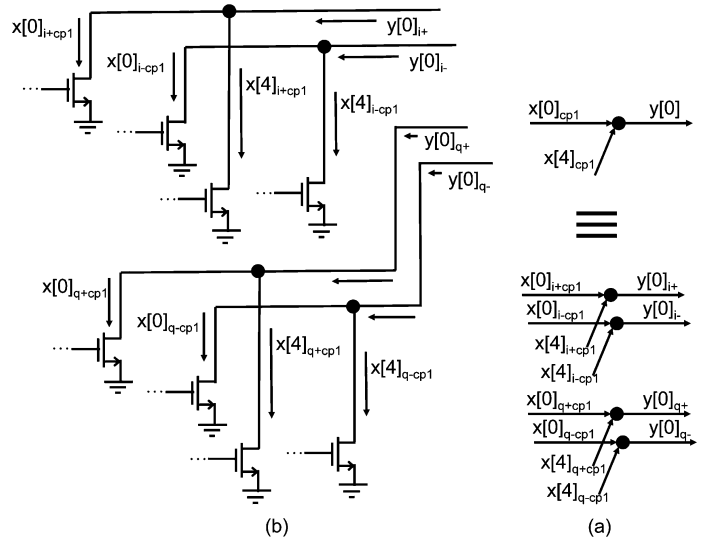 x[0]i+cp1
y[0]i+
x[0]i-cp1
y[0]i-
x[4]i+cp1
x[4]i-cp1
y[0]q+
y[0]q-
x[0]q+cp1
x[0]q-cp1
x[4]q+cp1
x[4]q-cp1
(b)
x[0]cp1
y[0]
x[4]cp1
x[0]i+cp1
y[0]i+
x[0]i-cp1
y[0]i-
x[4]i+cp1
x[4]i-cp1
x[0]q+cp1
y[0]q+
x[0]q-cp1
y[0]q-
x[4]q+cp1
x[4]q-cp1
(a)